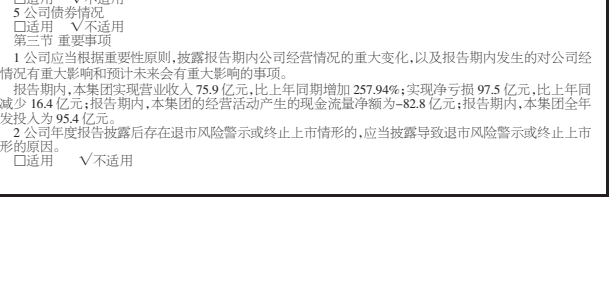 □适用 √不适用
5 公司债券情况
□适用 √不适用
第三节 重要事项
1 公司应当根据重要性原则,披露报告期内公司经营情况的重大变化,以及报告期内发生的对公司经
情况有重大影响和预计未来会有重大影响的事项。
报告期内,本集团实现营业收入 75.9 亿元,比上年同期增加 257.94%;实现净亏损 97.5 亿元,比上年同
减少 16.4 亿元;报告期内,本集团的经营活动产生的现金流量净额为-82.8 亿元;报告期内,本集团全年
发投入为 95.4 亿元。
2 公司年度报告披露后存在退市风险警示或终止上市情形的,应当披露导致退市风险警示或终止上市
形的原因。
□适用 √不适用